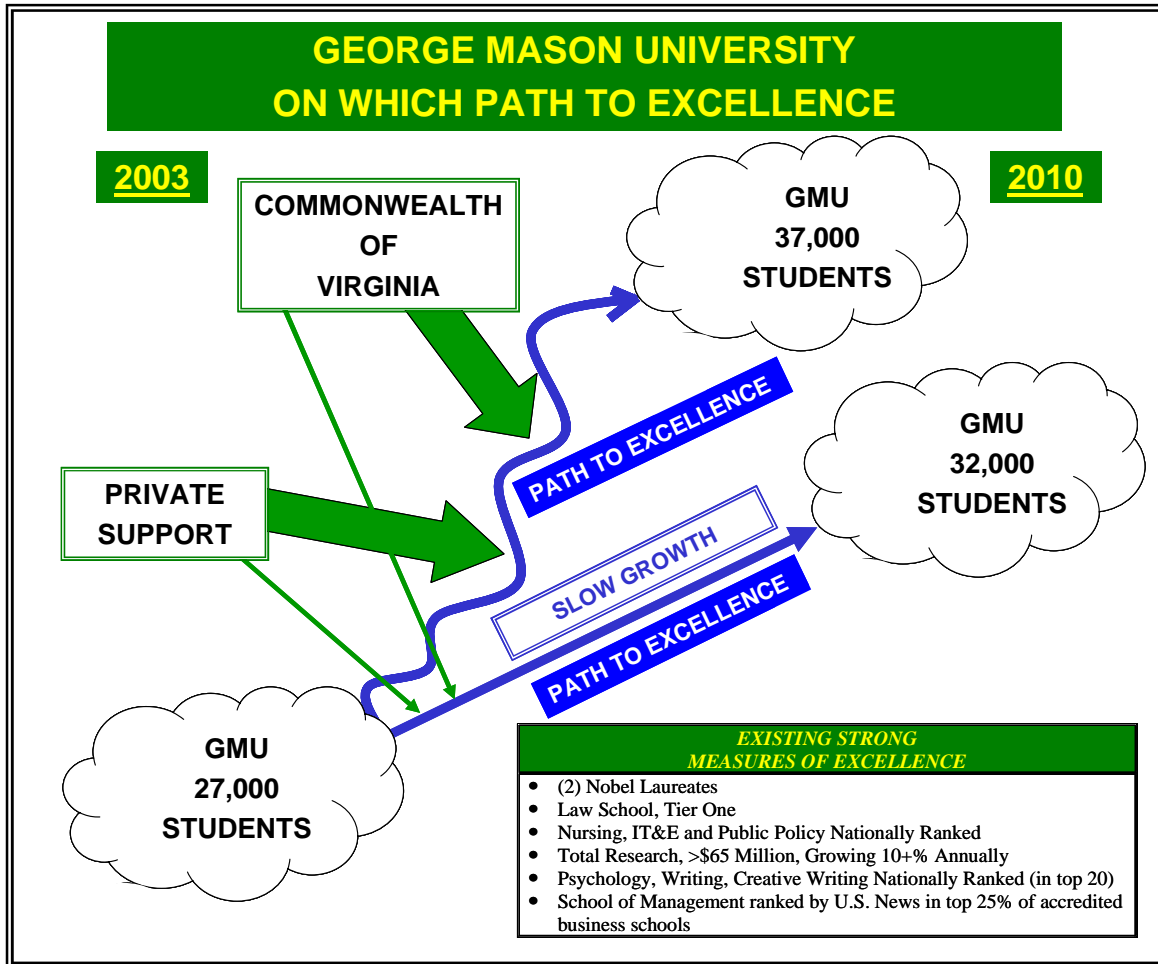 GEORGE MASON UNIVERSITY
ON WHICH PATH TO EXCELLENCE
2003
2010
COMMONWEALTH
OF
VIRGINIA
GMU
37,000
STUDENTS
PATH TO EXCELLENCE
GMU
32,000
STUDENTS
PRIVATE
SUPPORT
SLOW GROWTH
PATH TO EXCELLENCE
GMU
27,000
STUDENTS
EXISTING STRONG
MEASURES OF EXCELLENCE
• (2) Nobel Laureates
• Law School, Tier One
• Nursing, IT&E and Public Policy Nationally Ranked
• Total Research, >$65 Million, Growing 10+% Annually
• Psychology, Writing, Creative Writing Nationally Ranked (in top 20)
• School of Management ranked by U.S. News in top 25% of accredited
business schools